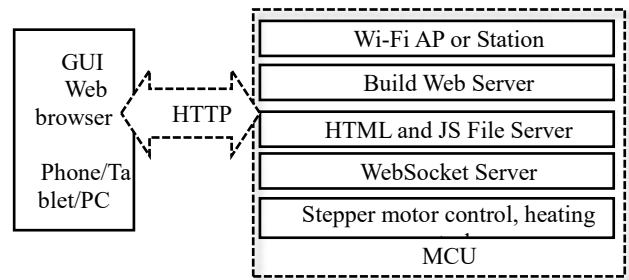 GUI
Web
browser
Phone/Ta
blet/PC
HTTP
Wi-Fi AP or Station
Build Web Server
HTML and JS File Server
WebSocket Server
Stepper motor control, heating
MCU